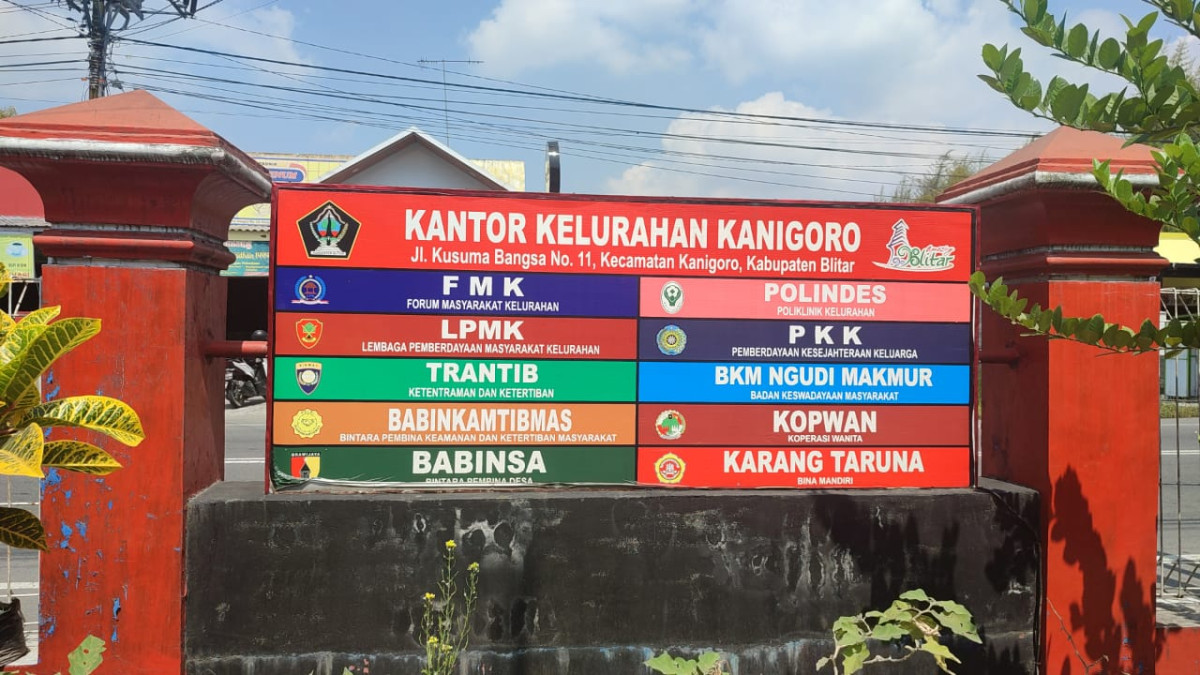 KANTOR KELURAHAN KANIGORO
Jl. Kusuma Bangsa No. 11, Kecamatan Kanigoro, Kabupaten Blitar
Blitar
F M K
FORUM MASYARAKAT KELURAHAN
POLINDES
POLIKLINIK KELURAHAN
LPMK
LEMBAGA PEMBERDAYAAN MASYARAKAT KELURAHAN
P K K
PEMBERDAYAAN KESEJAHTERAAN KELUARGA
TRANTIB
KETENTRAMAN DAN KETERTIBAN
BKM NGUDI MAKMUR
BADAN KESWADAYAAN MASYARAKAT
BABINKAMTIBMAS
BINTARA PEMBINA KEAMANAN DAN KETERTIBAN MASYARAKAT
KOPWAN
KOPERASI WANITA
BRAWIJAYA
BABINSA
BINTARA PEMBINA DESA
KARANG TARUNA
BINA MANDIRI